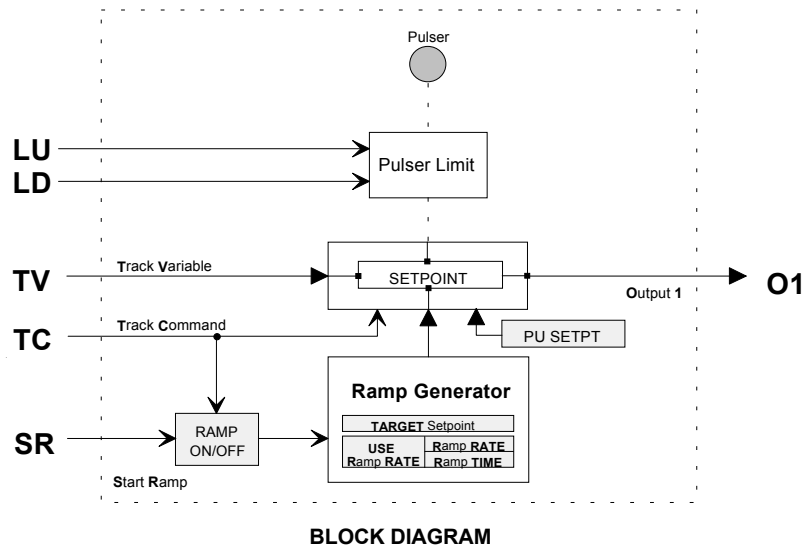 Pulser
LU
LD
Pulser Limit
TV
Track Variable
SETPOINT
Output 1
O1
TC
Track Command
PU SETPT
Ramp Generator
TARGET Setpoint
USE
Ramp RATE
Ramp RATE
Ramp TIME
SR
RAMP
ON/OFF
Start Ramp
BLOCK DIAGRAM